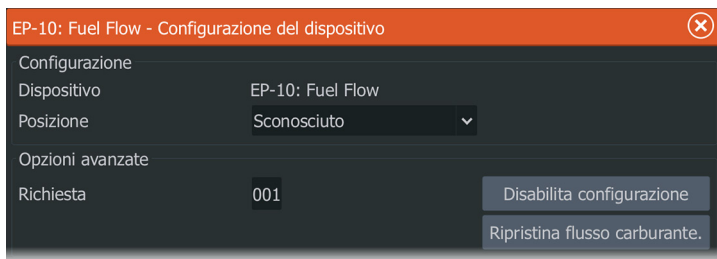 EP-10: Fuel Flow - Configurazione del dispositivo
Configurazione
Dispositivo EP-10: Fuel Flow
Posizione Sconosciuto
Opzioni avanzate
Richiesta 001 Disabilita configurazione
Ripristina flusso carburante.